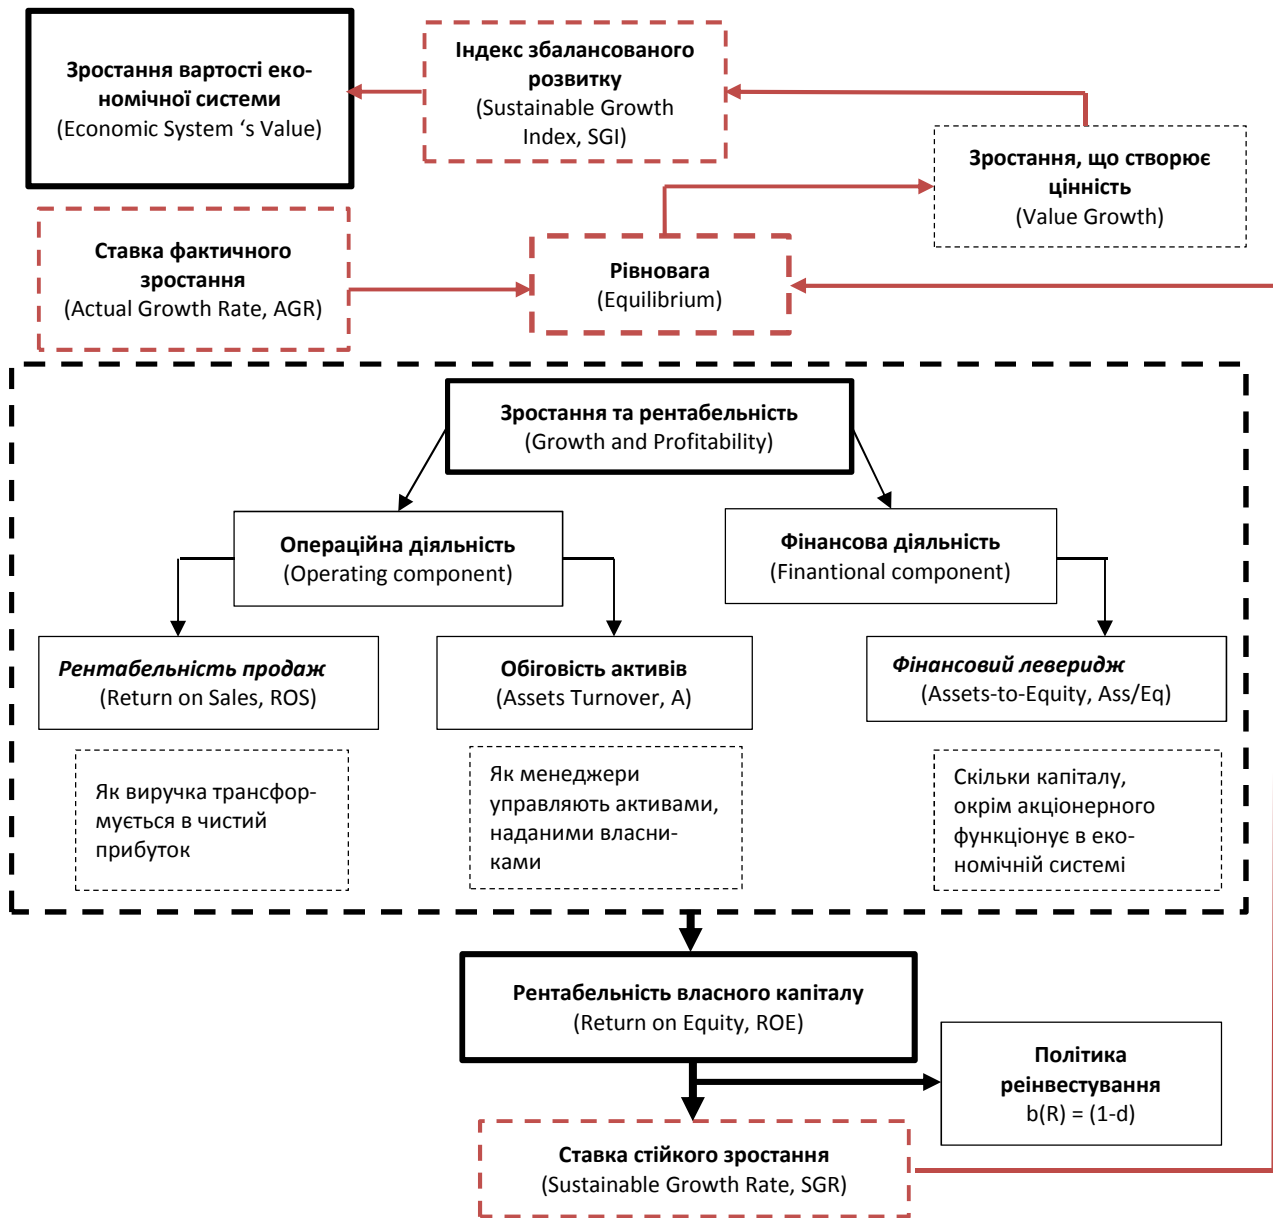 Зростання вартості еко-
номічної системи
(Economic System ‘s Value)
Індекс збалансованого
розвитку
(Sustainable Growth
Index, SGI)
Зростання, що створює
цінність
(Value Growth)
Ставка фактичного
зростання
(Actual Growth Rate, AGR)
Рівновага
(Equilibrium)
Зростання та рентабельність
(Growth and Profitability)
Операційна діяльність
(Operating component)
Фінансова діяльність
(Finantional component)
Рентабельність продаж
(Return on Sales, ROS)
Обіговість активів
(Assets Turnover, A)
Фінансовий леверидж
(Assets-to-Equity, Ass/Eq)
Як виручка трансфор-
мується в чистий
прибуток
Як менеджери
управляють активами,
наданими власни-
ками
Скільки капіталу,
окрім акціонерного
функціонує в еко-
номічній системі
Рентабельність власного капіталу
(Return on Equity, ROE)
Політика
реінвестування
b(R) = (1-d)
Ставка стійкого зростання
(Sustainable Growth Rate, SGR)